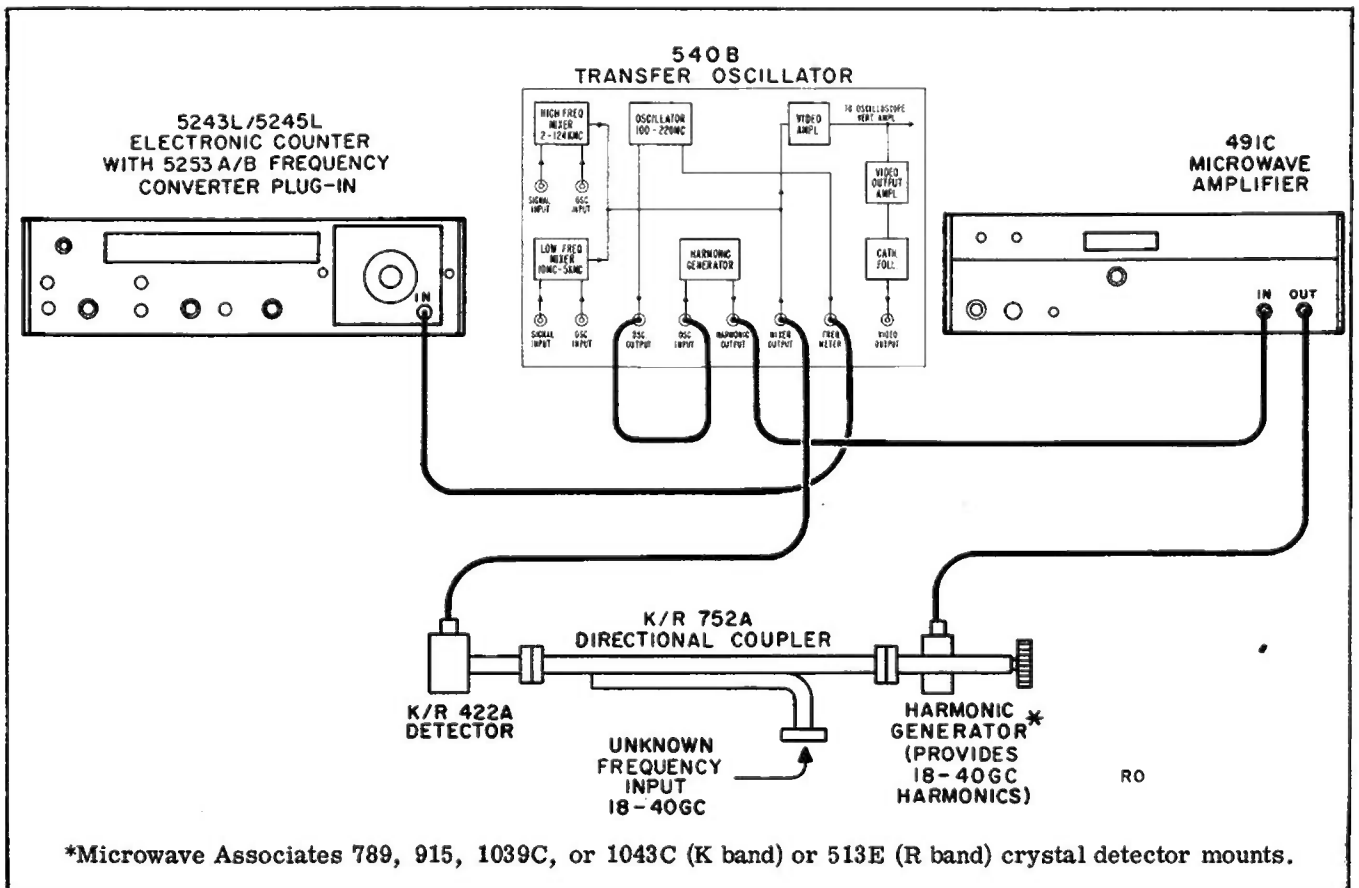 540B
TRANSFER OSCILLATOR
5243L/5245L
ELECTRONIC COUNTER
WITH 5253 A/B FREQUENCY
CONVERTER PLUG-IN
IN
HIGH FREQ
MIXER
2-12.4KMC
OSCILLATOR
100-220MC
VIDEO
AMPL
TO OSCILLOSCOPE
VERT AMPL
SIGNAL
INPUT
OSC
INPUT
VIDEO
OUTPUT
AMPL
LOW FREQ
MIXER
10MC-5KMC
HARMONIC
GENERATOR
CATH.
FOLL.
SIGNAL
INPUT
OSC
INPUT
OSC
OUTPUT
OSC
INPUT
HARMONIC
OUTPUT
MIXER
OUTPUT
FREQ
METER
VIDEO
OUTPUT
491C
MICROWAVE
AMPLIFIER
IN OUT
K/R 752A
DIRECTIONAL COUPLER
K/R 422A
DETECTOR
UNKNOWN
FREQUENCY
INPUT
18-40GC
HARMONIC
GENERATOR*
(PROVIDES
18-40GC
HARMONICS)
RO
*Microwave Associates 789, 915, 1039C, or 1043C (K band) or 513E (R band) crystal detector mounts.